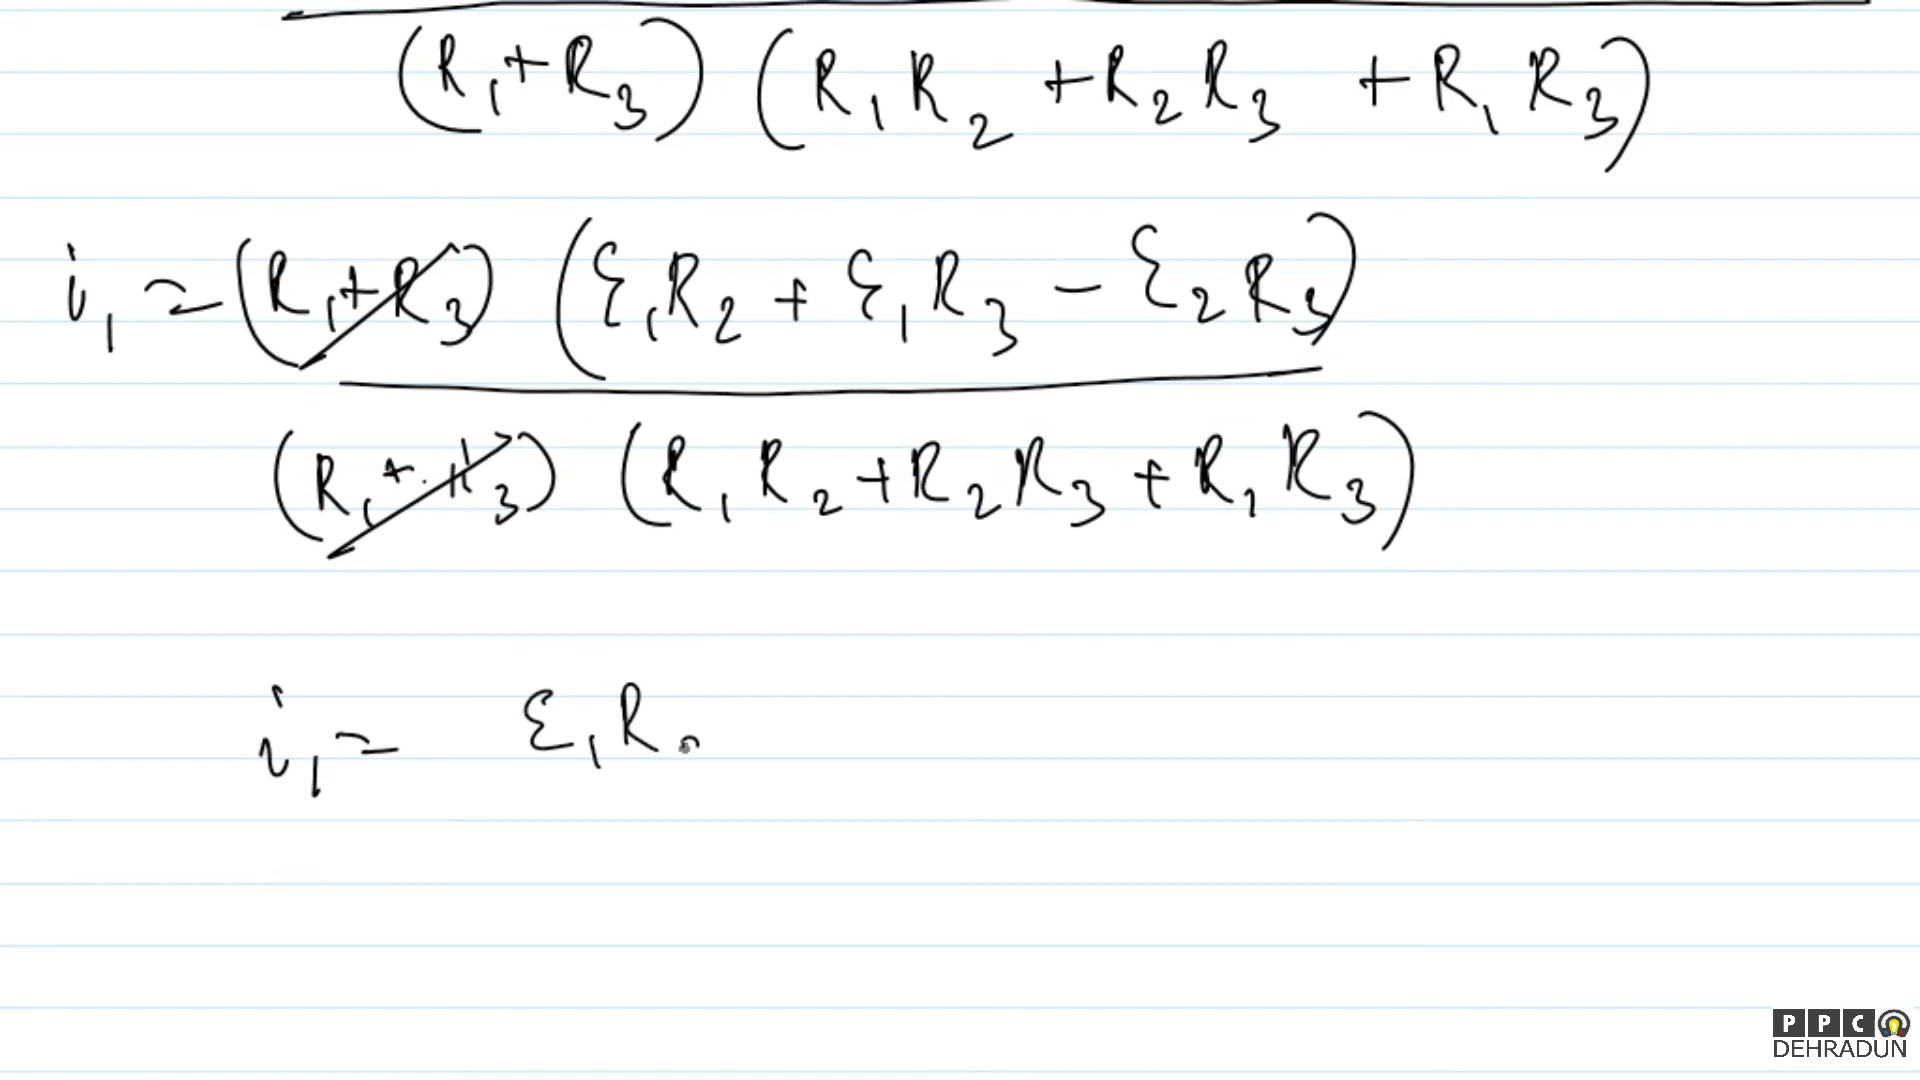 (R₁+R₃) (R₁R₂ +R₂R₃ +R₁R₃)
i₁ = (R₁+R₃) (ε₁R₂ + ε₁R₃ − ε₂R₃)
(R₁+R₃) (R₁R₂+R₂R₃+R₁R₃)
i₁ = ε₁R
PPC
DEHRADUN